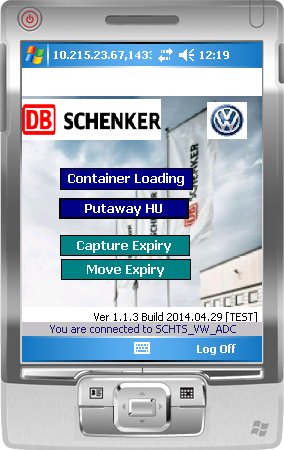 10.215.23.67,1433 12:19
DB SCHENKER
Container Loading
Putaway HU
Capture Expiry
Move Expiry
Ver 1.1.3 Build 2014.04.29 [TEST]
You are connected to SCHTS_VW_ADC
Log Off